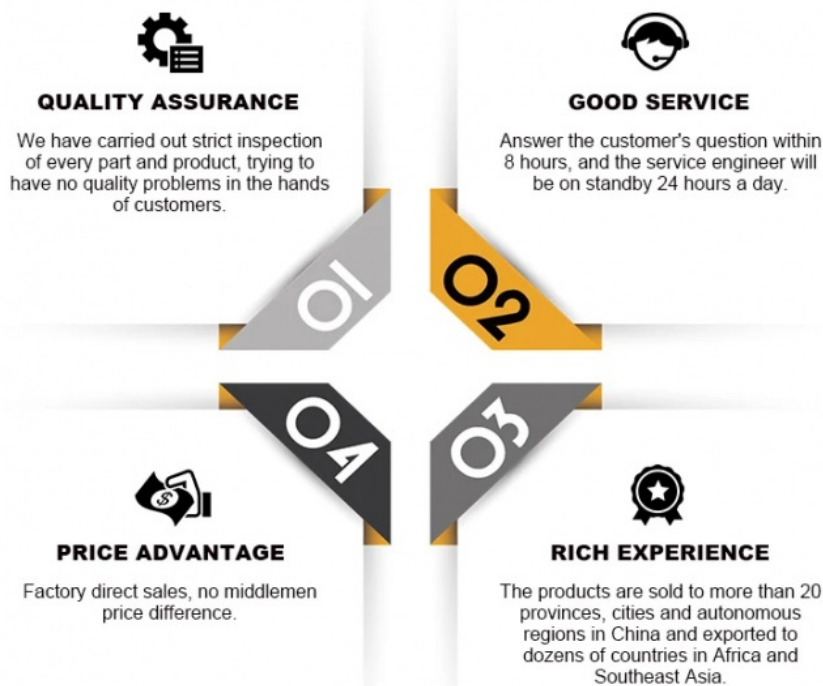 QUALITY ASSURANCE
We have carried out strict inspection
of every part and product, trying to
have no quality problems in the hands
of customers.
GOOD SERVICE
Answer the customer's question within
8 hours, and the service engineer will
be on standby 24 hours a day.
01
02
04
03
$
PRICE ADVANTAGE
Factory direct sales, no middlemen
price difference.
RICH EXPERIENCE
The products are sold to more than 20
provinces, cities and autonomous
regions in China and exported to
dozens of countries in Africa and
Southeast Asia.